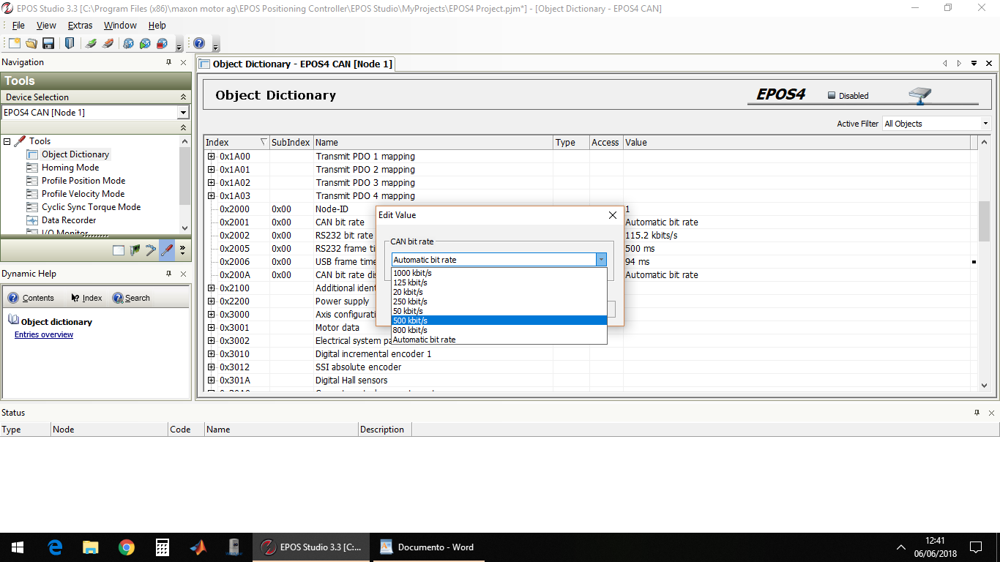 EPOS Studio 3.3 [C:\Program Files (x86)\maxon motor ag\EPOS Positioning Controller\EPOS Studio\MyProjects\EPOS4 Project.pjm*] - [Object Dictionary - EPOS4 CAN]
File View Extras Window Help
Navigation
Tools
Device Selection
EPOS4 CAN [Node 1]
Tools
Object Dictionary
Homing Mode
Profile Position Mode
Profile Velocity Mode
Cyclic Sync Torque Mode
Data Recorder
I/O Monitor
Dynamic Help
Contents Index Search
Object dictionary
Entries overview
Object Dictionary - EPOS4 CAN [Node 1]
Object Dictionary
EPOS4 Disabled
Active Filter All Objects
Index SubIndex Name Type Access Value
0x1A00 Transmit PDO 1 mapping
0x1A01 Transmit PDO 2 mapping
0x1A02 Transmit PDO 3 mapping
0x1A03 Transmit PDO 4 mapping
0x2000 0x00 Node-ID 1
0x2001 0x00 CAN bit rate Automatic bit rate
0x2002 0x00 RS232 bit rate 115.2 kbits/s
0x2005 0x00 RS232 frame ti 500 ms
0x2006 0x00 USB frame time 94 ms
0x200A 0x00 CAN bit rate dis Automatic bit rate
0x2100 Additional ident
0x2200 Power supply
0x3000 Axis configurati
0x3001 Motor data
0x3002 Electrical system pa
0x3010 Digital incremental encoder 1
0x3012 SSI absolute encoder
0x301A Digital Hall sensors
Edit Value
CAN bit rate
Automatic bit rate
1000 kbit/s
125 kbit/s
20 kbit/s
250 kbit/s
50 kbit/s
500 kbit/s
800 kbit/s
Automatic bit rate
Status
Type Node Code Name Description
EPOS Studio 3.3 [C:... Documento - Word 12:41
06/06/2018